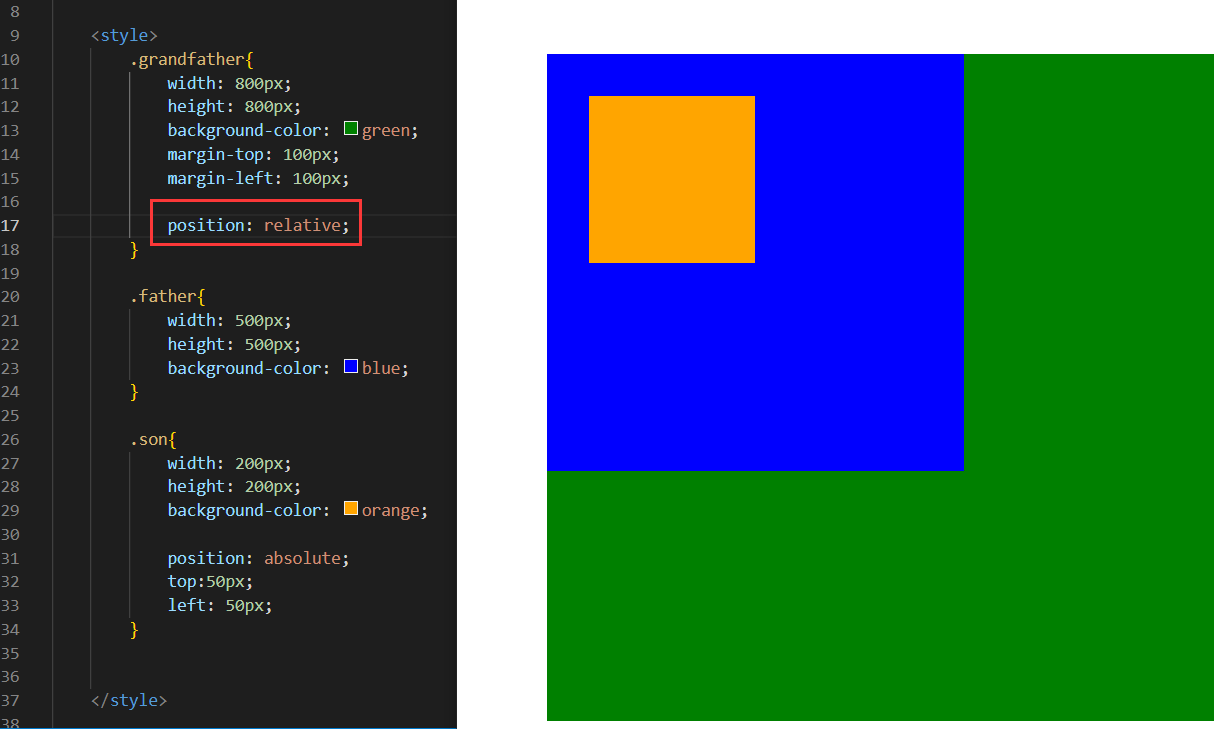 8
9 <style>
10 .grandfather{
11 width: 800px;
12 height: 800px;
13 background-color: green;
14 margin-top: 100px;
15 margin-left: 100px;
16
17 position: relative;
18 }
19
20 .father{
21 width: 500px;
22 height: 500px;
23 background-color: blue;
24 }
25
26 .son{
27 width: 200px;
28 height: 200px;
29 background-color: orange;
30
31 position: absolute;
32 top:50px;
33 left: 50px;
34 }
35
36
37 </style>
38